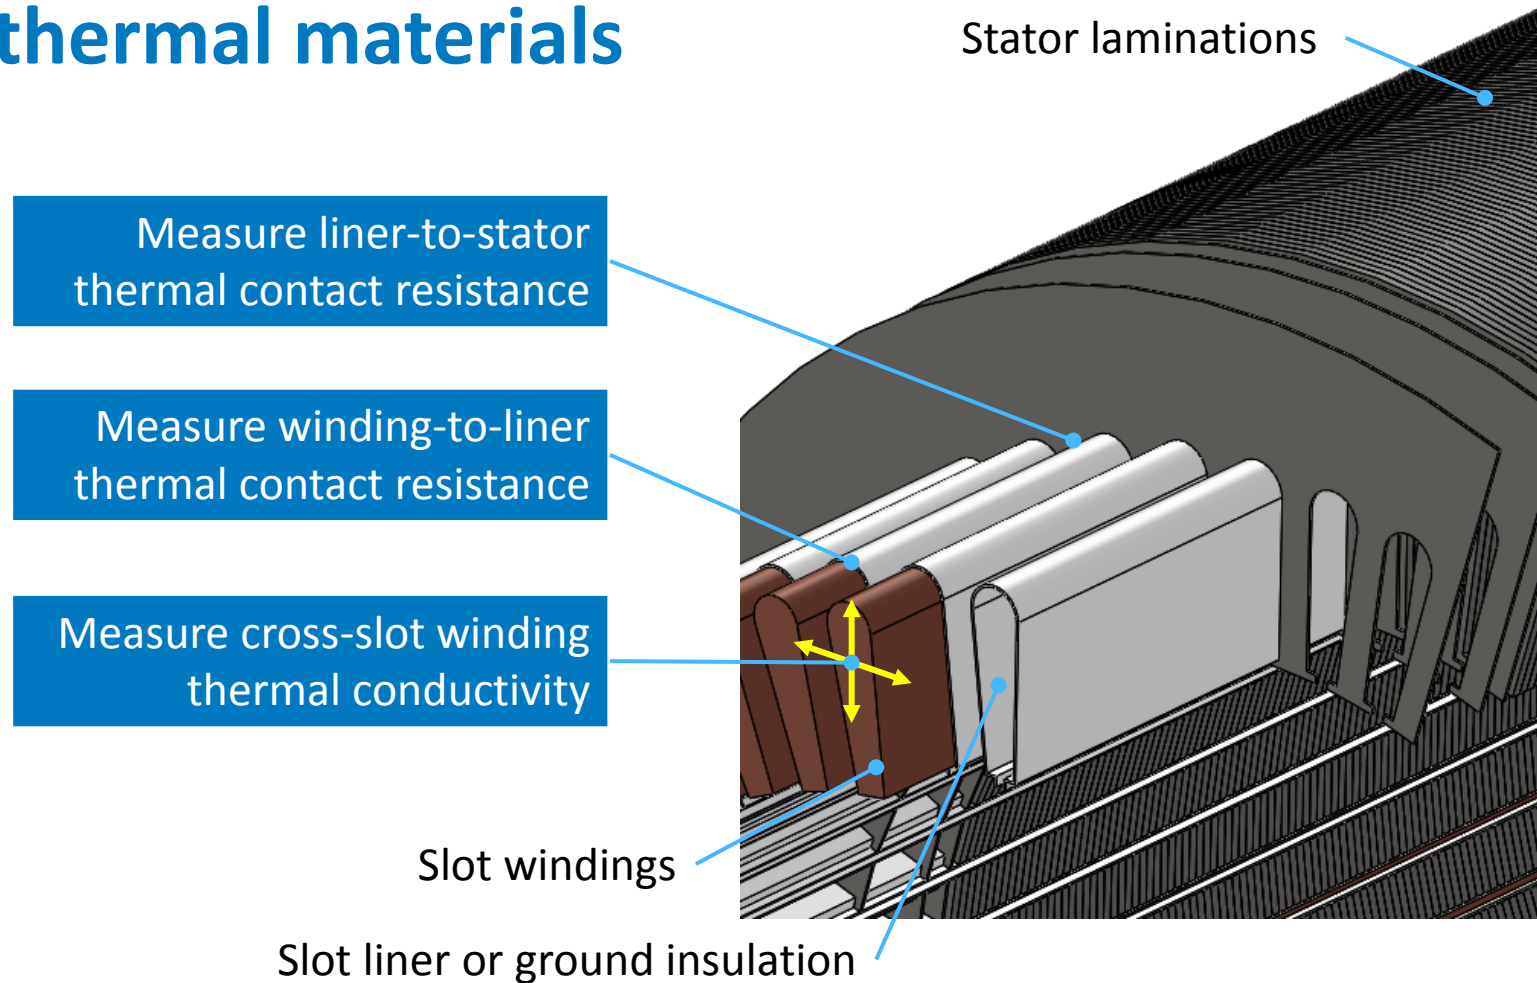 thermal materials
Stator laminations
Measure liner-to-stator
thermal contact resistance
Measure winding-to-liner
thermal contact resistance
Measure cross-slot winding
thermal conductivity
Slot windings
Slot liner or ground insulation